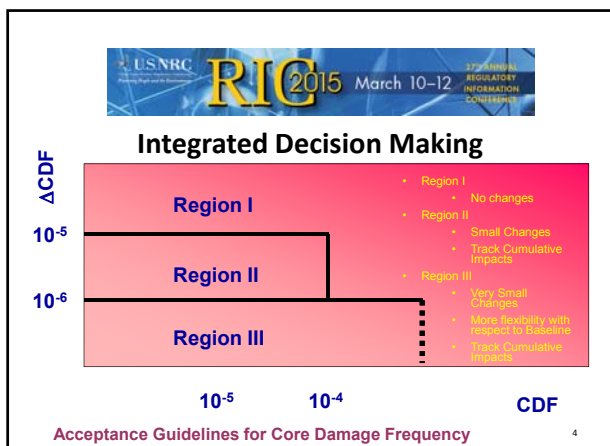 U.S.NRC
RIC 2015 March 10–12
27TH ANNUAL
REGULATORY
INFORMATION
CONFERENCE
Integrated Decision Making
ΔCDF
10-5
10-6
Region I
Region II
Region III
• Region I
• No changes
• Region II
• Small Changes
• Track Cumulative
Impacts
• Region III
• Very Small
Changes
• More flexibility with
respect to Baseline
• Track Cumulative
Impacts
10-5
10-4
CDF
Acceptance Guidelines for Core Damage Frequency
4